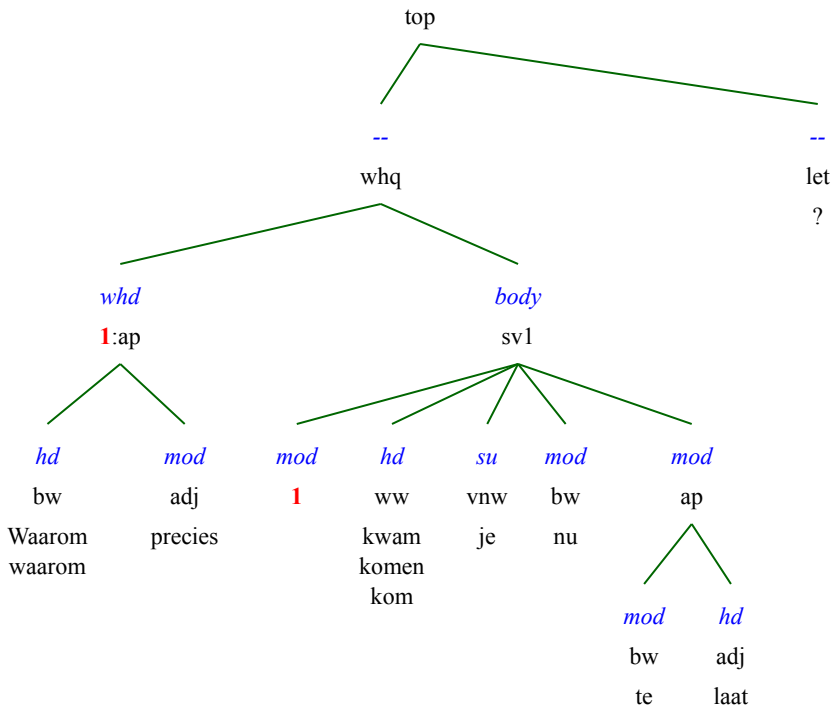 top
-- --
whq let
?
whd body
1:ap sv1
hd mod mod hd su mod mod
bw adj 1 ww vnw bw ap
Waarom precies kwam je nu
waarom komen
kom
mod hd
bw adj
te laat